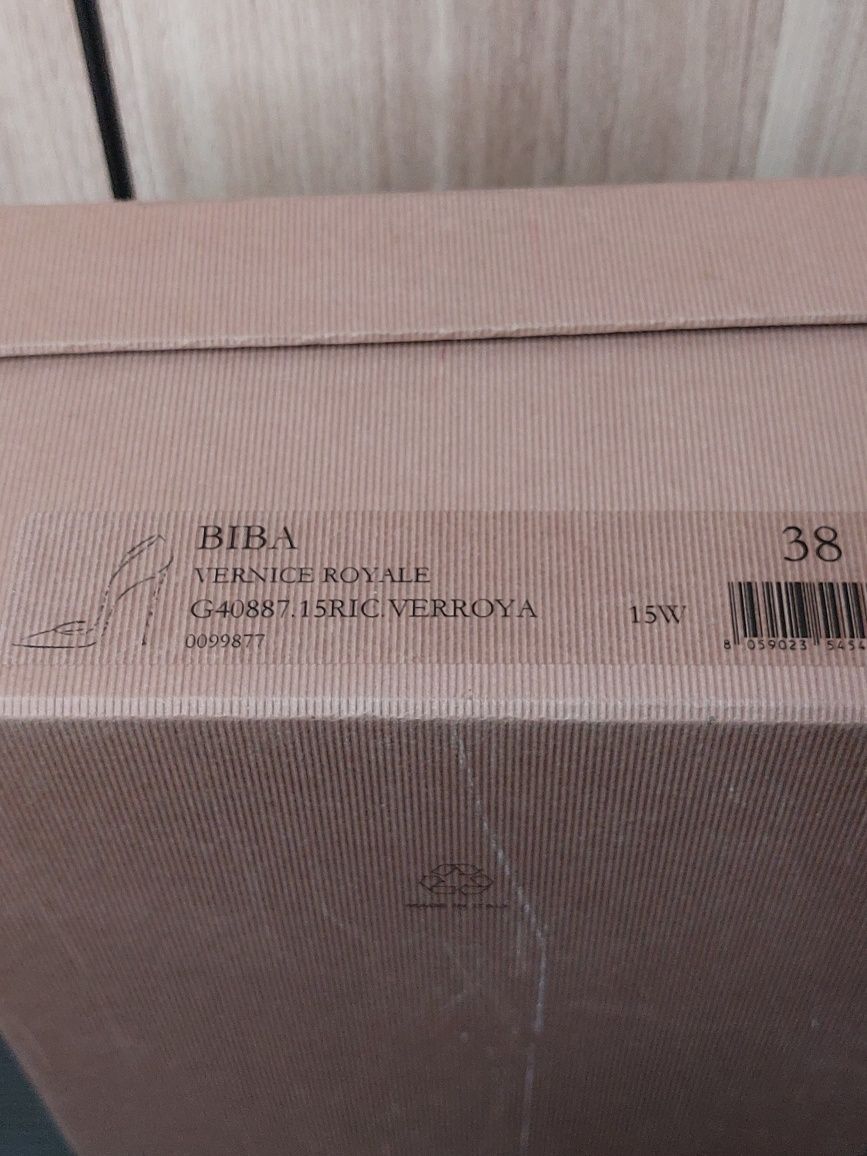 BIBA
38
VERNICE ROYALE
G40887.15RIC.VERROYA
15W
0099877
8 059023 5454